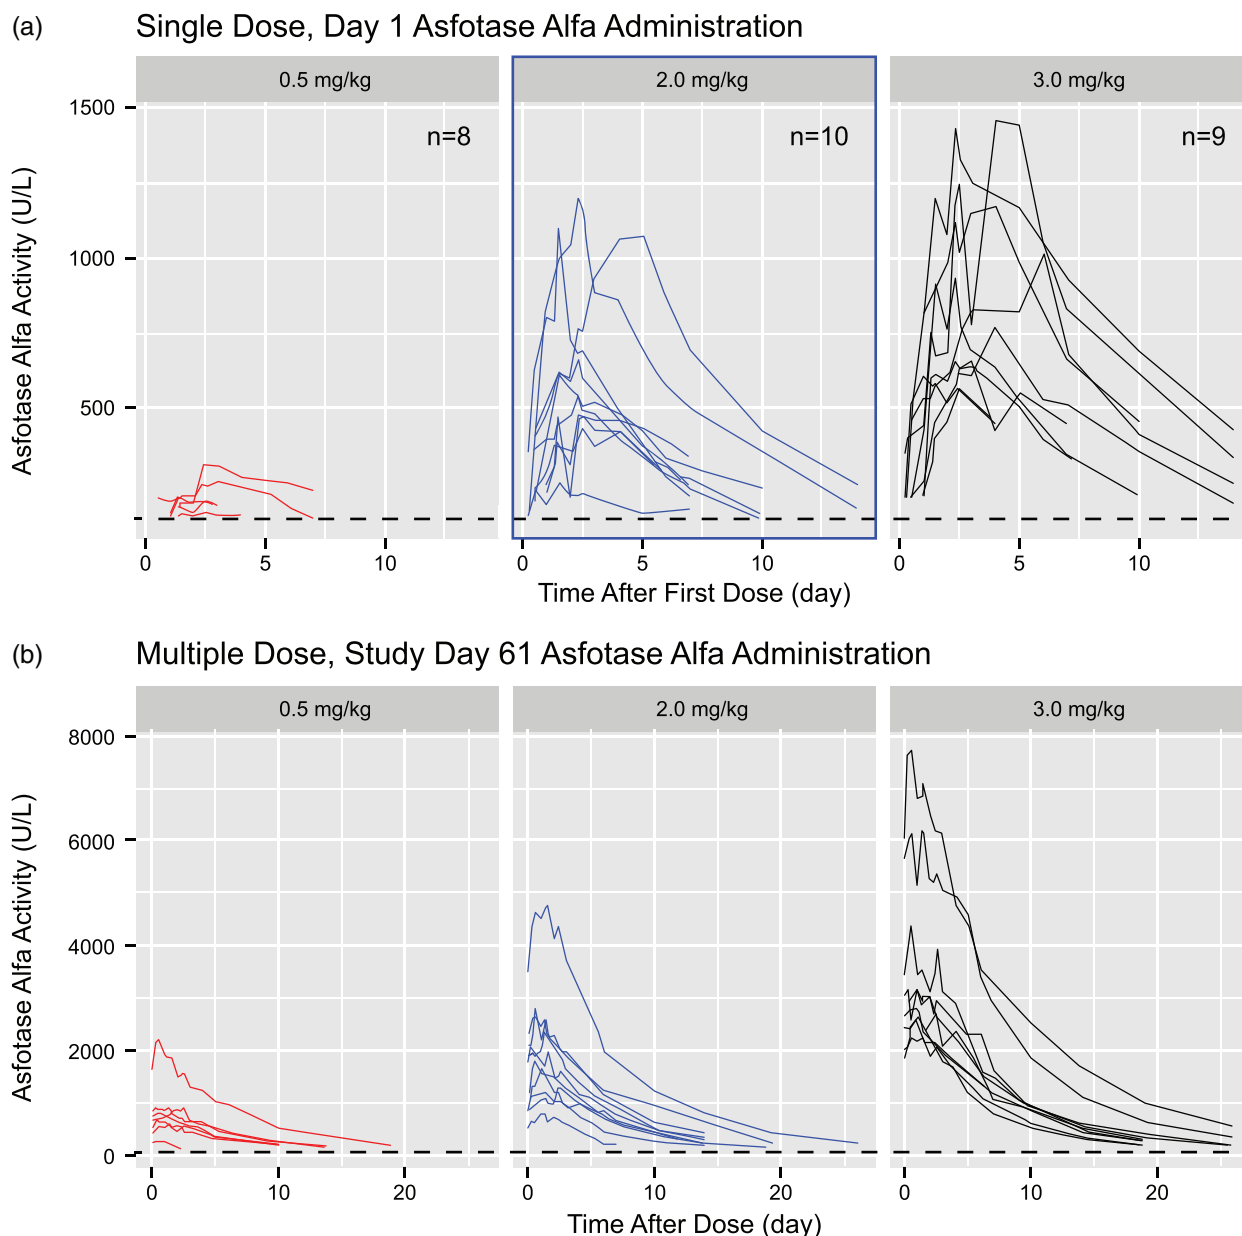 (a)
Single Dose, Day 1 Asfotase Alfa Administration
0.5 mg/kg
2.0 mg/kg
3.0 mg/kg
n=8
n=10
n=9
Asfotase Alfa Activity (U/L)
1500
1000
500
0 5 10
0 5 10
0 5 10
Time After First Dose (day)
(b)
Multiple Dose, Study Day 61 Asfotase Alfa Administration
0.5 mg/kg
2.0 mg/kg
3.0 mg/kg
Asfotase Alfa Activity (U/L)
8000
6000
4000
2000
0
0 10 20
0 10 20
0 10 20
Time After Dose (day)